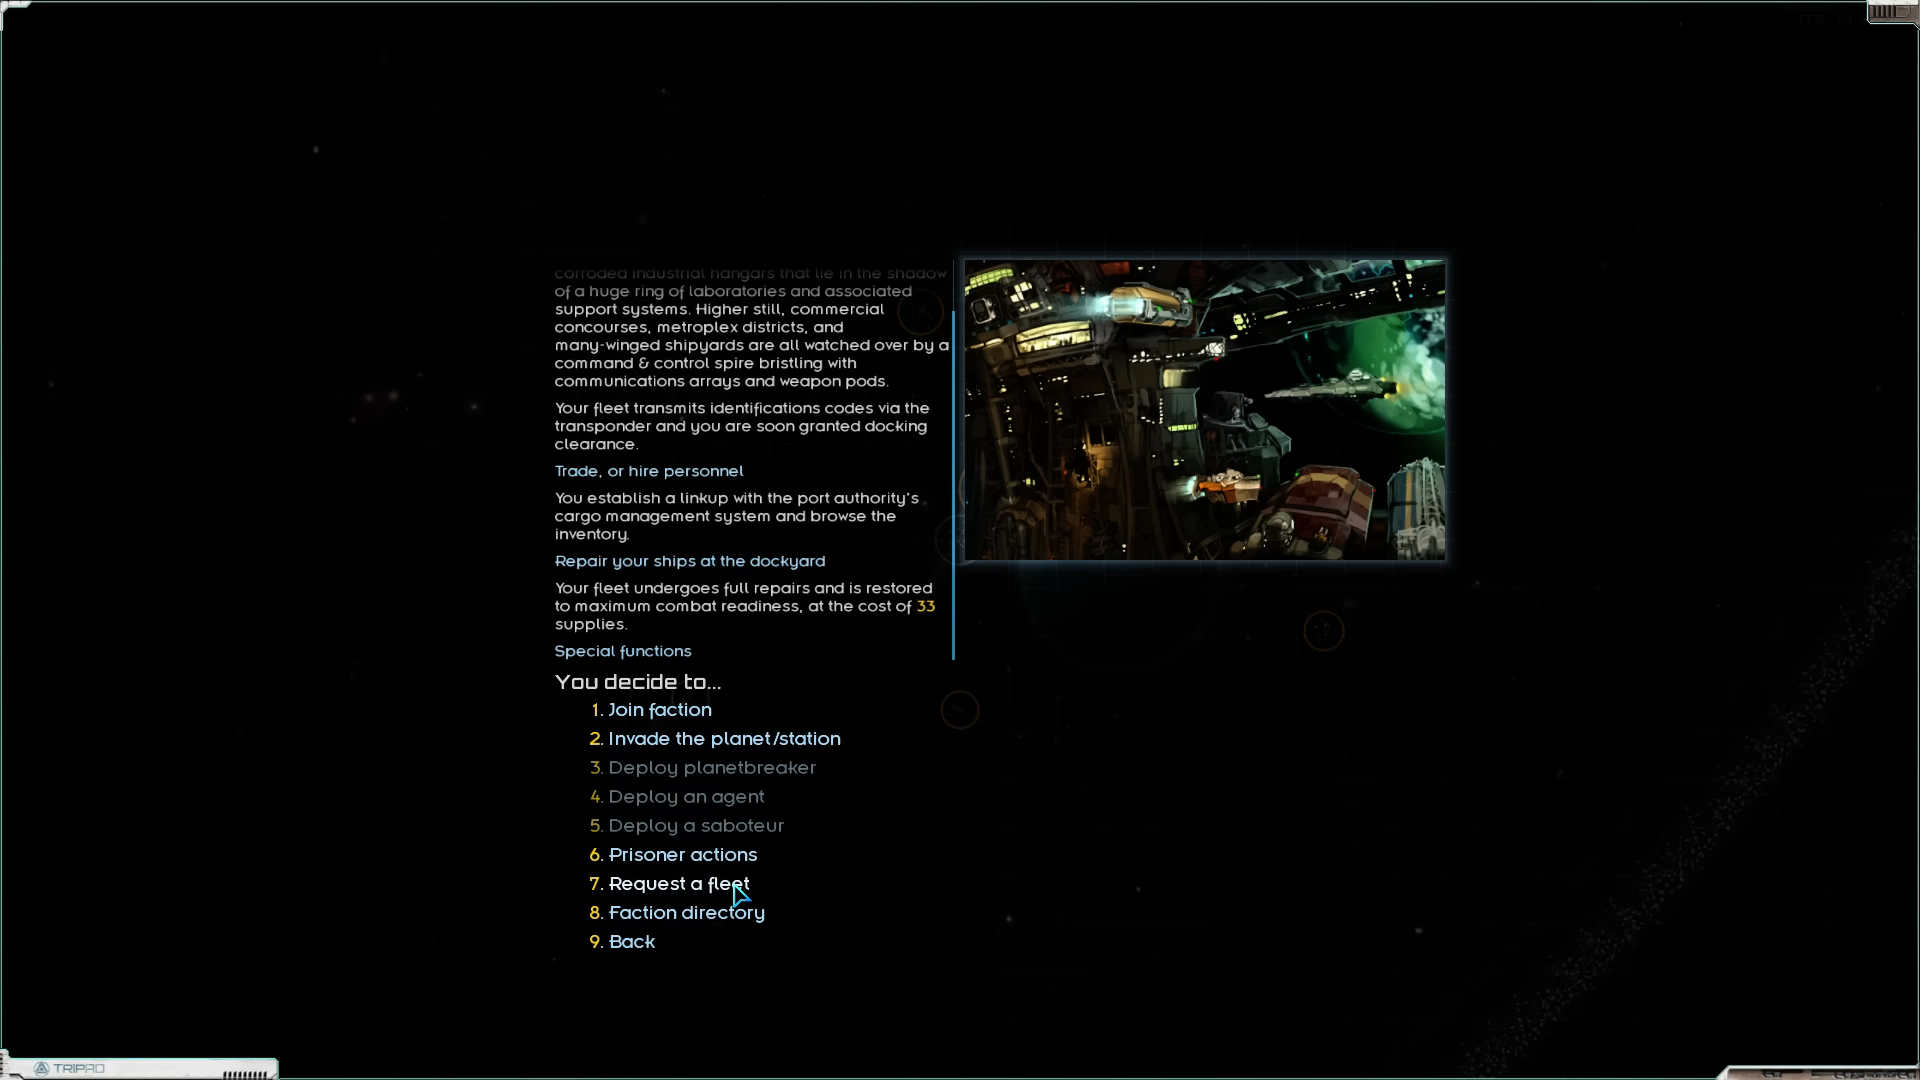 corroded industrial hangars that lie in the shadow
of a huge ring of laboratories and associated
support systems. Higher still, commercial
concourses, metroplex districts, and
many-winged shipyards are all watched over by a
command & control spire bristling with
communications arrays and weapon pods.
Your fleet transmits identifications codes via the
transponder and you are soon granted docking
clearance.
Trade, or hire personnel
You establish a linkup with the port authority's
cargo management system and browse the
inventory.
Repair your ships at the dockyard
Your fleet undergoes full repairs and is restored
to maximum combat readiness, at the cost of 33
supplies.
Special functions
You decide to...
1. Join faction
2. Invade the planet/station
3. Deploy planetbreaker
4. Deploy an agent
5. Deploy a saboteur
6. Prisoner actions
7. Request a fleet
8. Faction directory
9. Back
TRIPAD